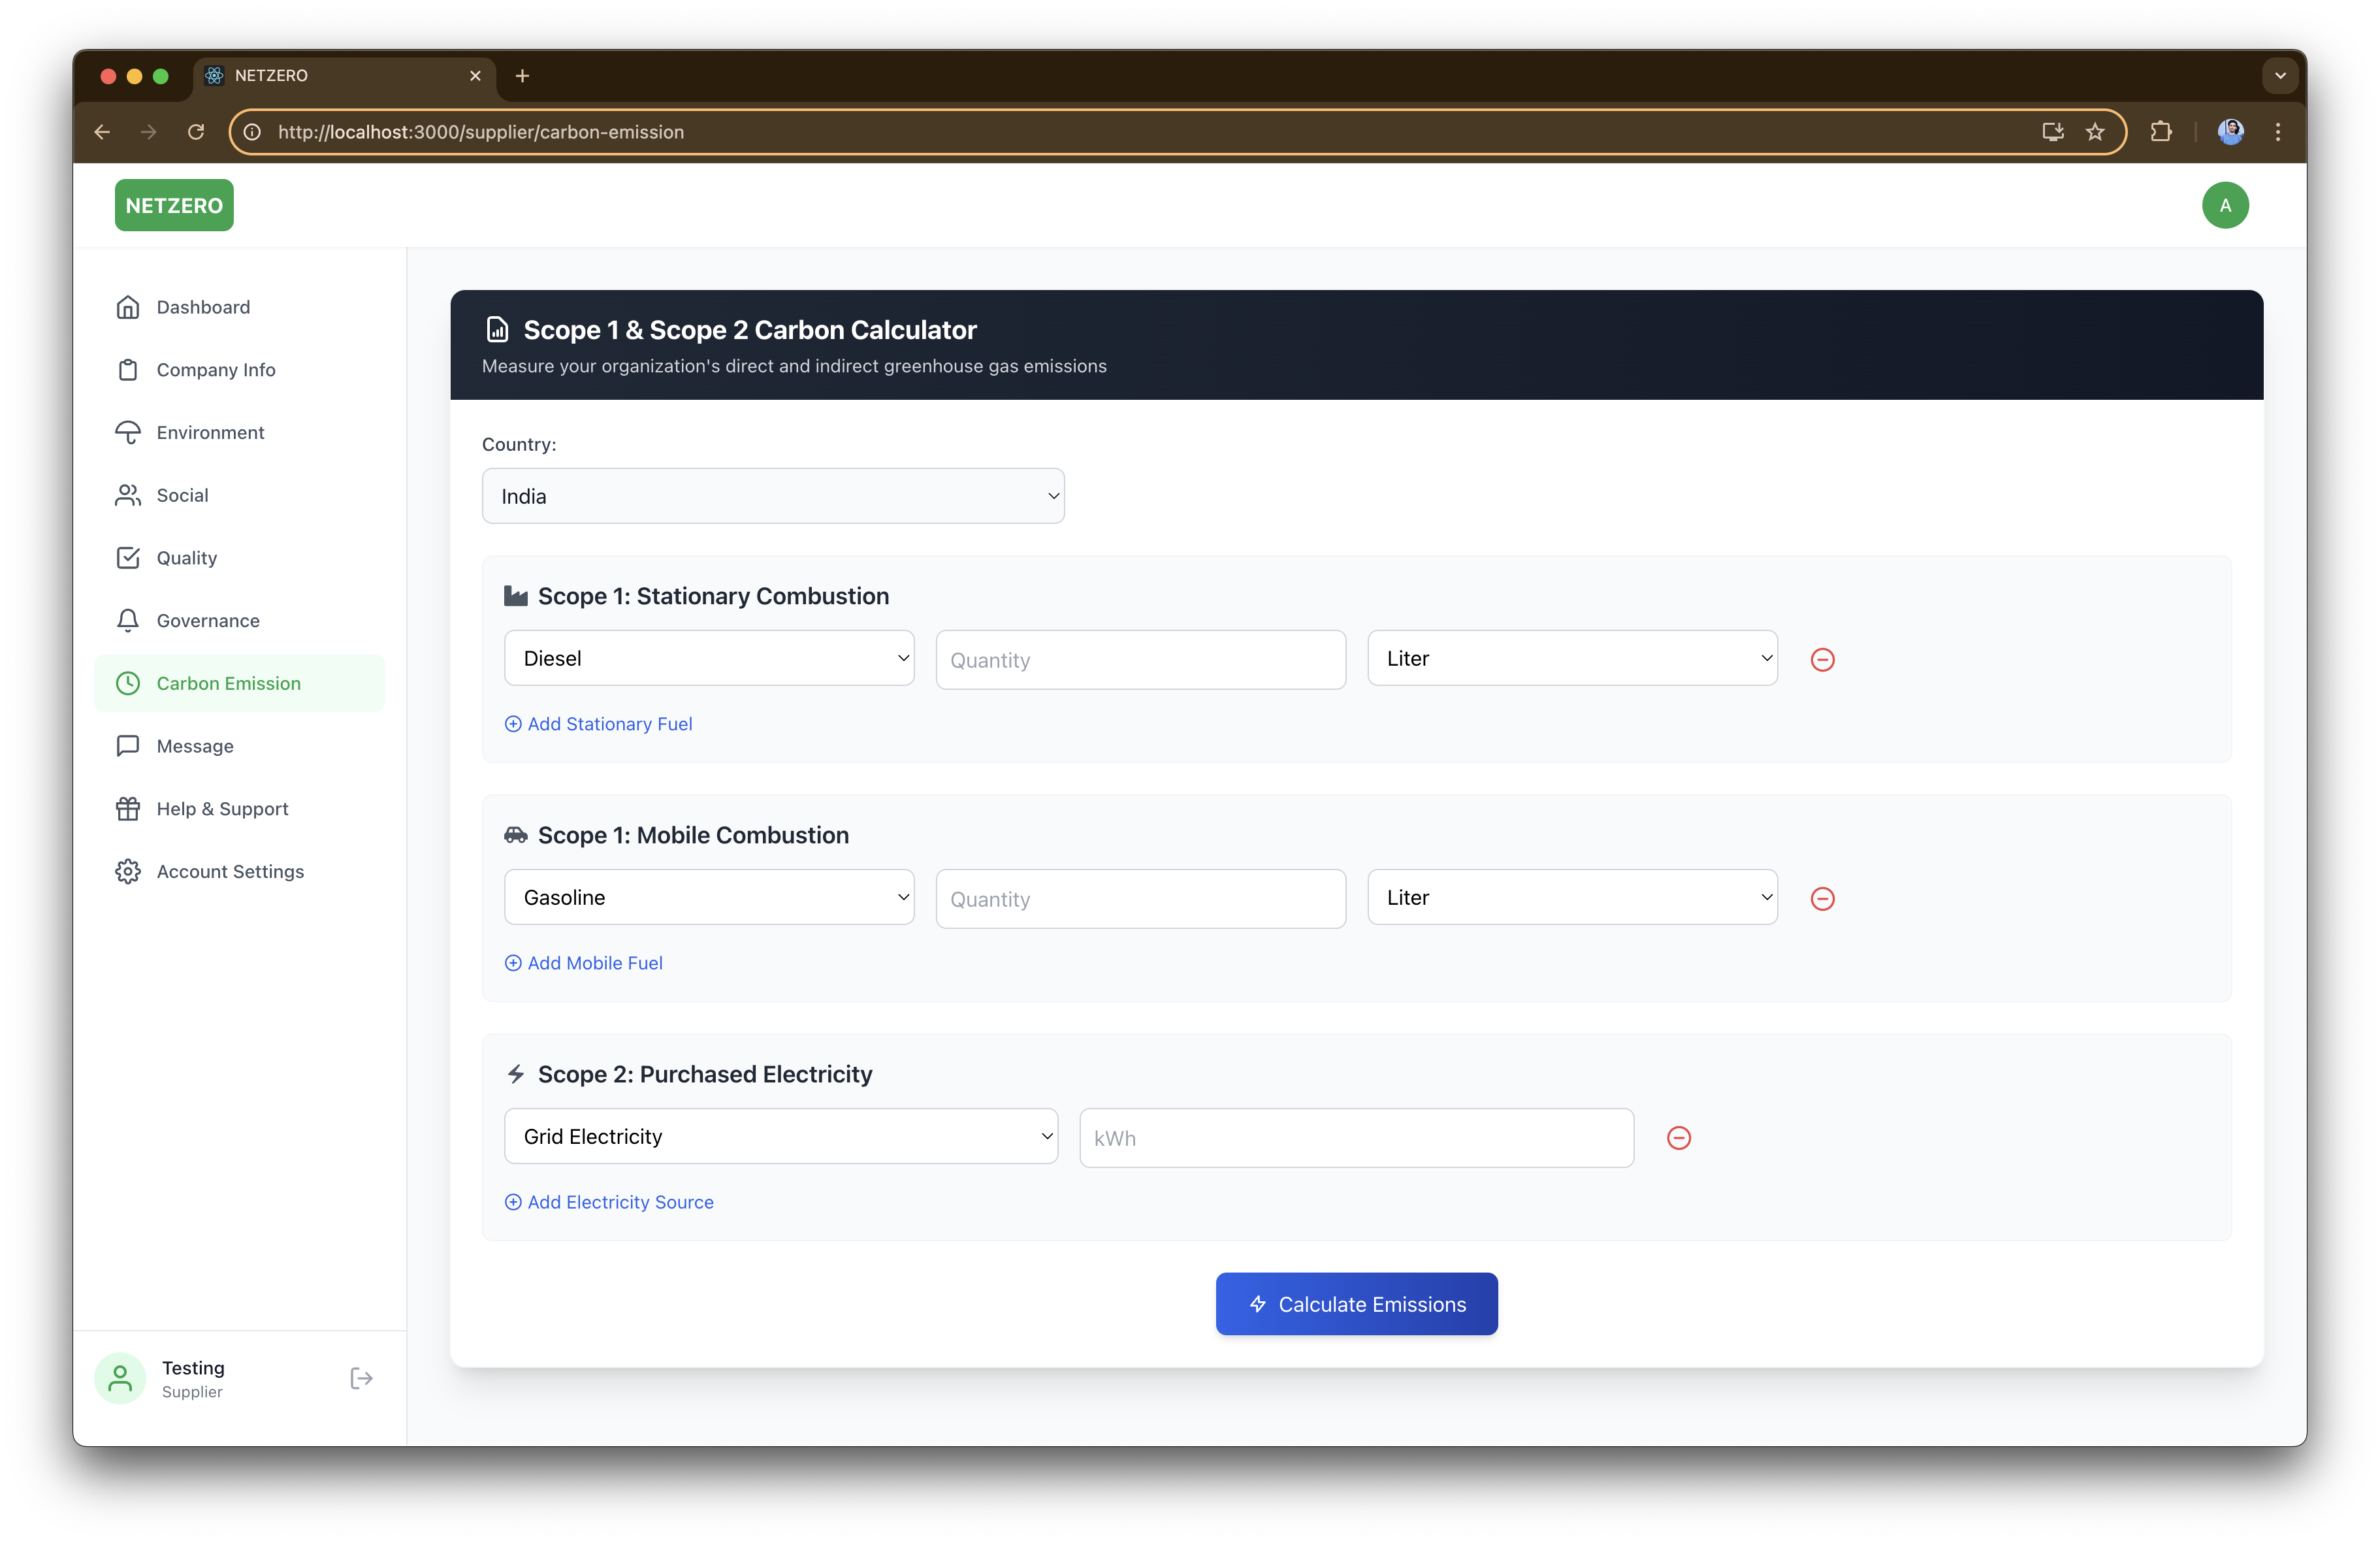 NETZERO
http://localhost:3000/supplier/carbon-emission
NETZERO
A
Dashboard
Company Info
Environment
Social
Quality
Governance
Carbon Emission
Message
Help & Support
Account Settings
Testing
Supplier
Scope 1 & Scope 2 Carbon Calculator
Measure your organization's direct and indirect greenhouse gas emissions
Country:
India
Scope 1: Stationary Combustion
Diesel
Quantity
Liter
Add Stationary Fuel
Scope 1: Mobile Combustion
Gasoline
Quantity
Liter
Add Mobile Fuel
Scope 2: Purchased Electricity
Grid Electricity
kWh
Add Electricity Source
Calculate Emissions